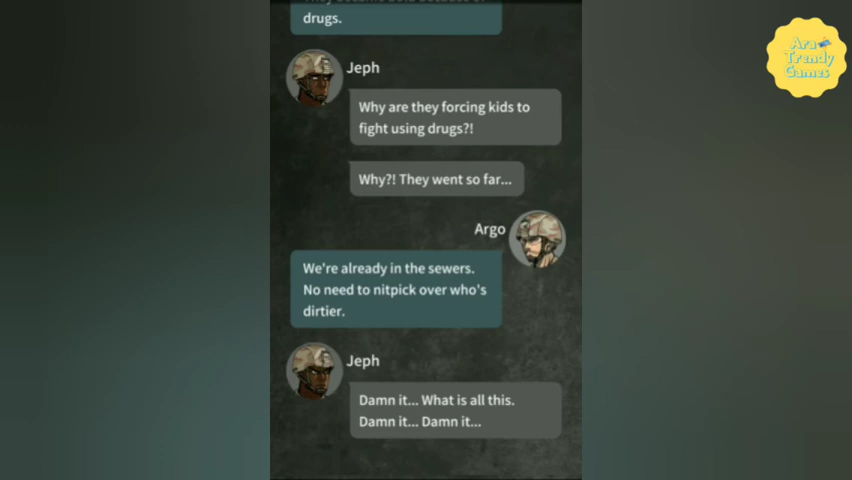 drugs.
Ara
Trendy
Games
Jeph
Why are they forcing kids to
fight using drugs?!
Why?! They went so far...
Argo
We're already in the sewers.
No need to nitpick over who's
dirtier.
Jeph
Damn it... What is all this.
Damn it... Damn it...